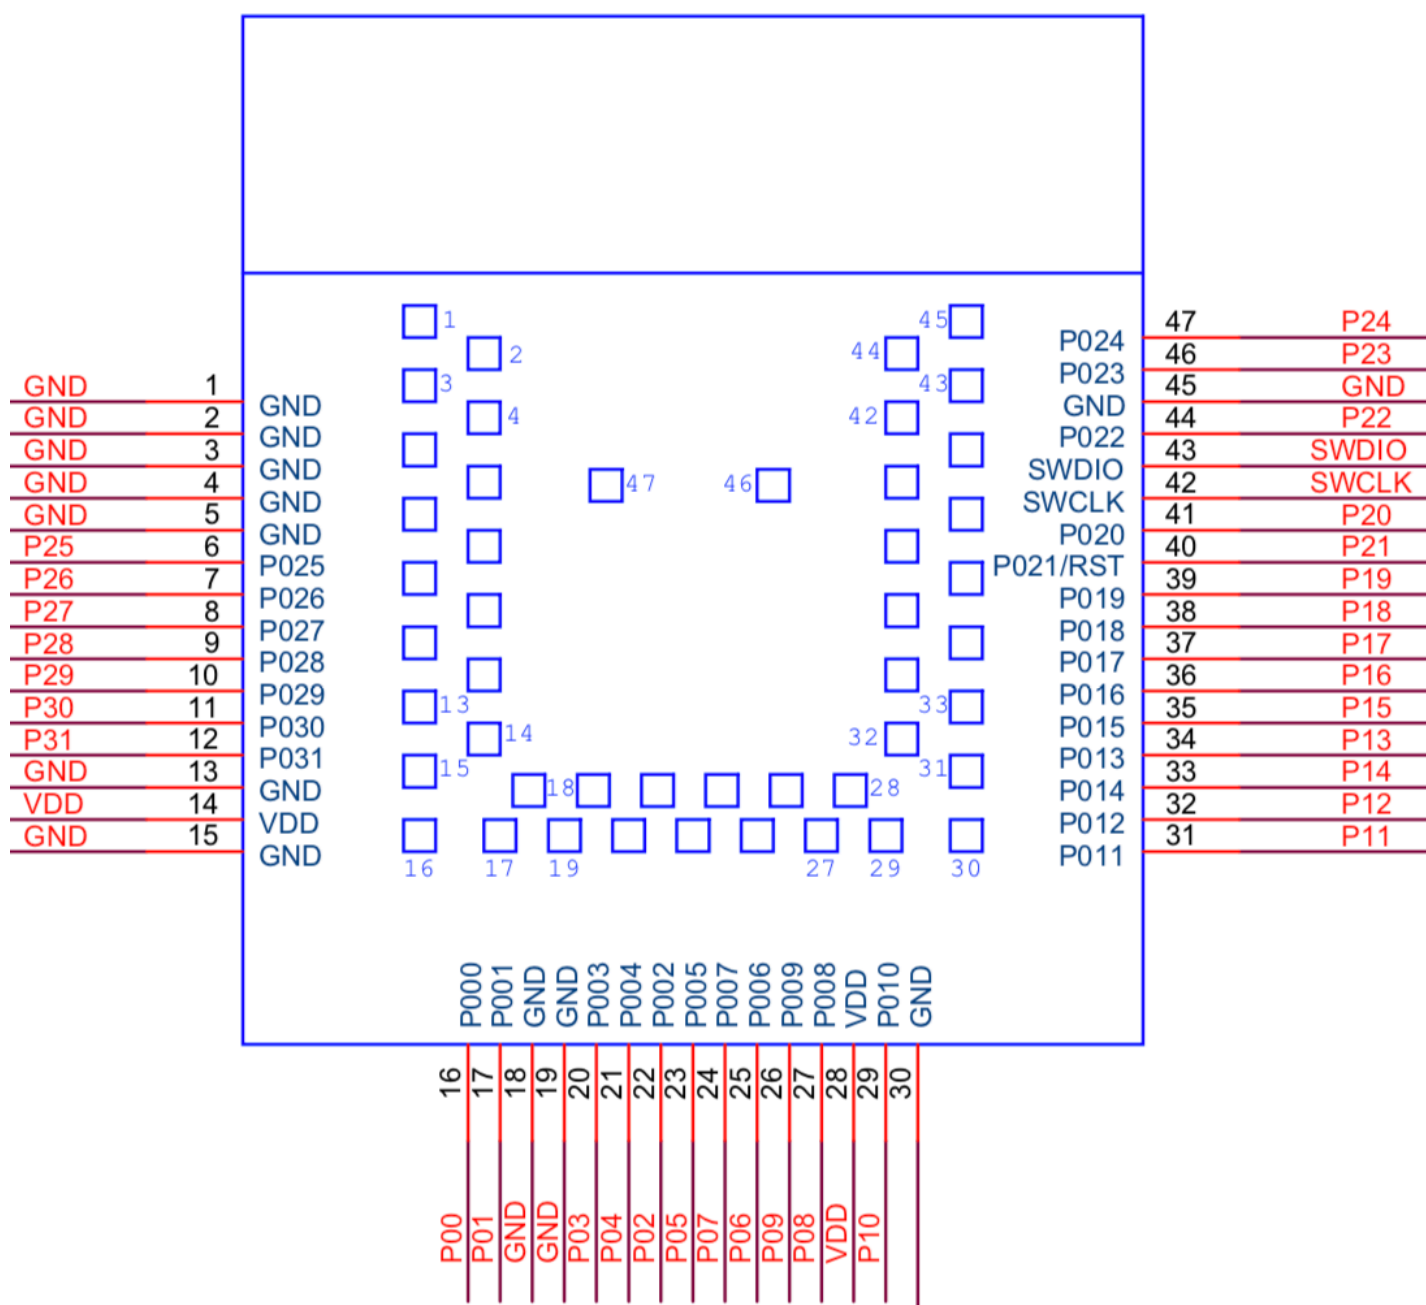 GND 1 GND
GND 2 GND
GND 3 GND
GND 4 GND
GND 5 GND
P25 6 P025
P26 7 P026
P27 8 P027
P28 9 P028
P29 10 P029
P30 11 P030
P31 12 P031
GND 13 GND
VDD 14 VDD
GND 15 GND
1
2
3
4
13
14
15
16
17
18
19
27
28
29
30
31
32
33
42
43
44
45
46
47
P024 47 P24
P023 46 P23
GND 45 GND
P022 44 P22
SWDIO 43 SWDIO
SWCLK 42 SWCLK
P020 41 P20
P021/RST 40 P21
P019 39 P19
P018 38 P18
P017 37 P17
P016 36 P16
P015 35 P15
P013 34 P13
P014 33 P14
P012 32 P12
P011 31 P11
P000 16 P00
P001 17 P01
GND 18 GND
GND 19 GND
P003 20 P03
P004 21 P04
P002 22 P02
P005 23 P05
P007 24 P07
P006 25 P06
P009 26 P09
P008 27 P08
VDD 28 VDD
P010 29 P10
GND 30